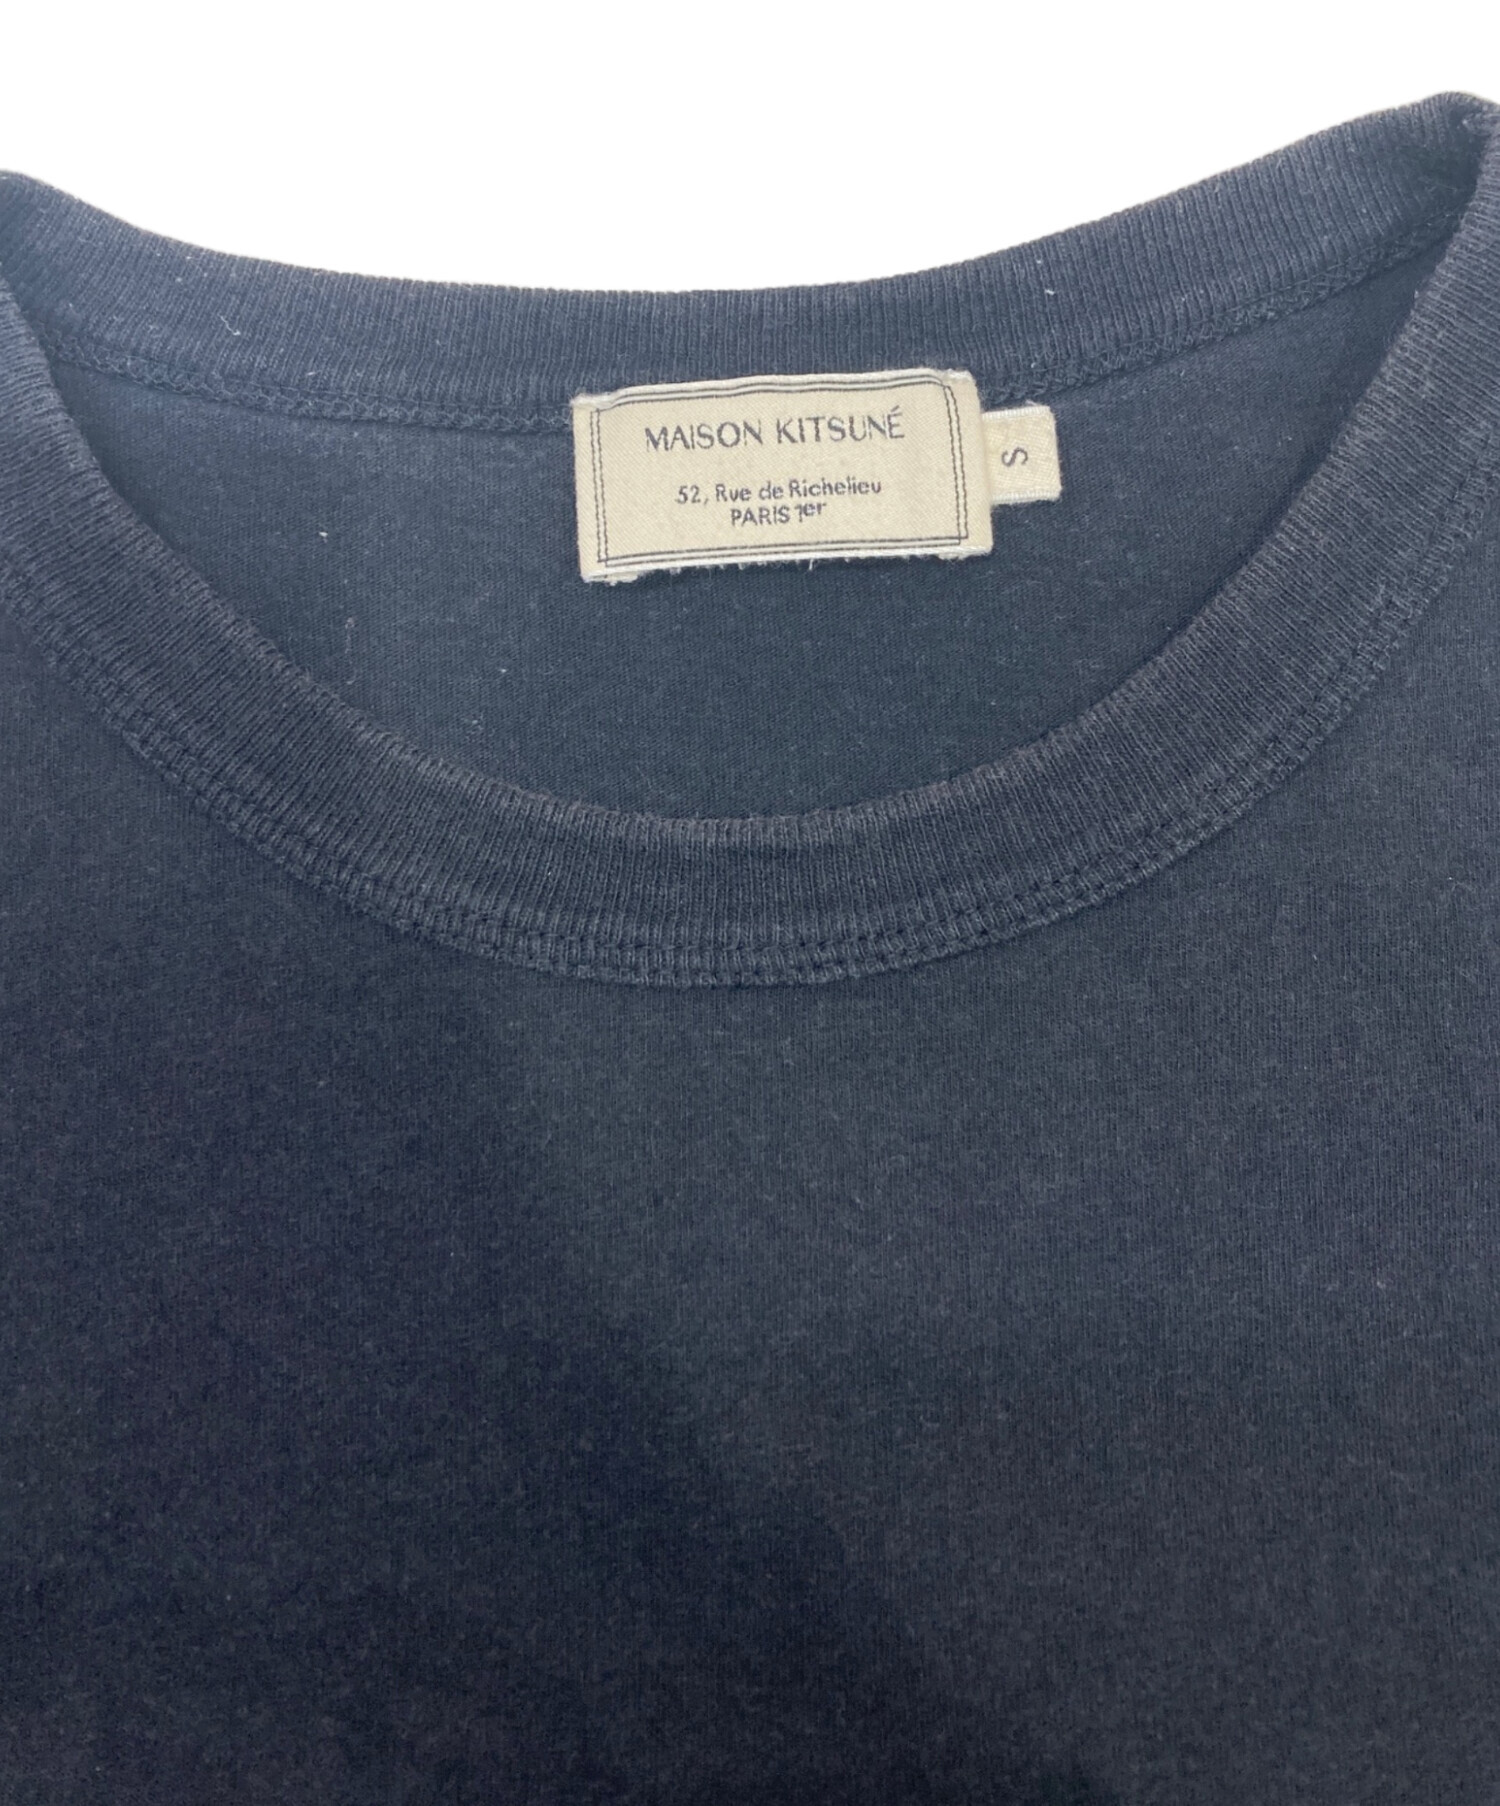 MAISON KITSUNÉ
52, Rue de Richelieu
PARIS 1er
S